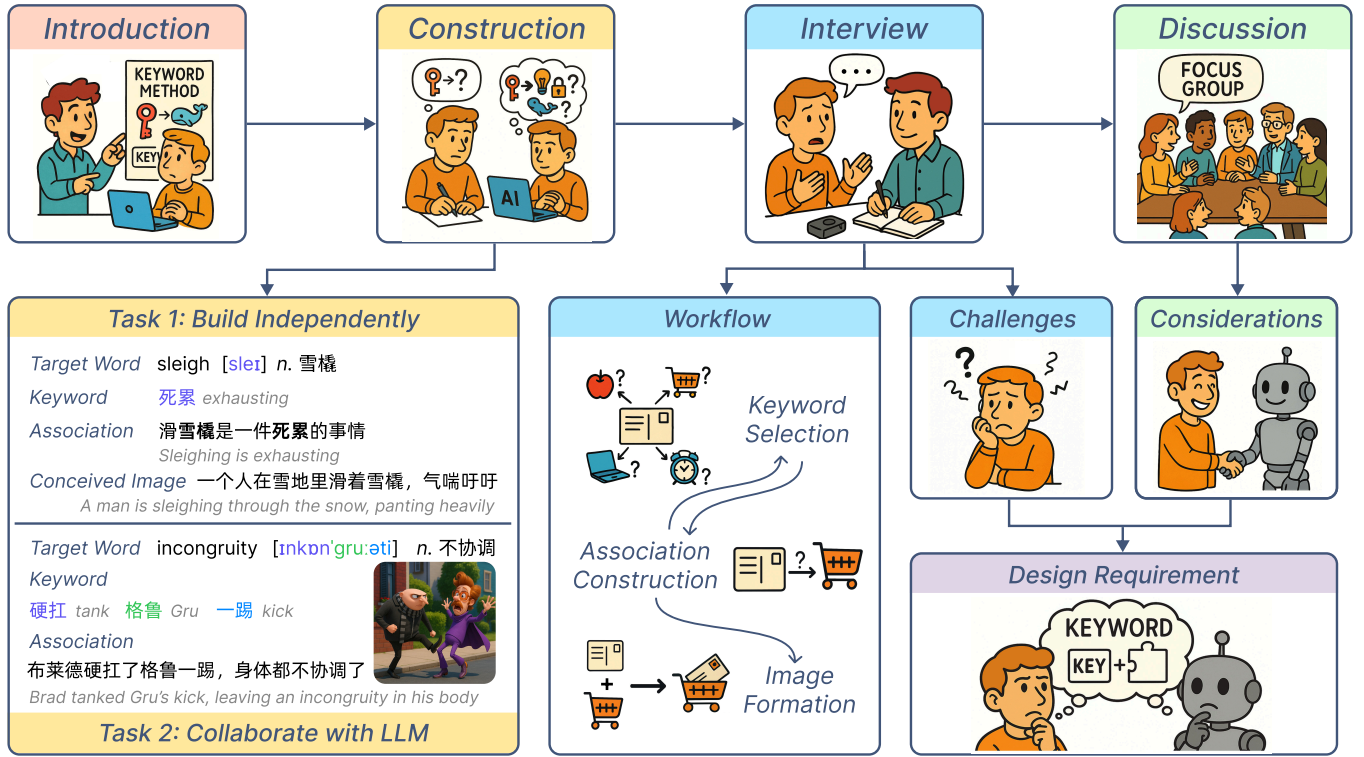 Introduction
KEYWORD
METHOD
KEY
Construction
?
?
?
AI
Interview
...
Discussion
FOCUS
GROUP
Task 1: Build Independently
Target Word sleigh [sleɪ] n. 雪橇
Keyword 死累 exhausting
Association 滑雪橇是一件死累的事情
Sleighing is exhausting
Conceived Image 一个人在雪地里滑着雪橇，气喘吁吁
A man is sleighing through the snow, panting heavily
Target Word incongruity [ɪnkɒnˈɡruːəti] n. 不协调
Keyword
硬扛 tank 格鲁 Gru 一踢 kick
Association
布莱德硬扛了格鲁一踢，身体都不协调了
Brad tanked Gru's kick, leaving an incongruity in his body
Task 2: Collaborate with LLM
Workflow
? ?
? ?
Keyword
Selection
Association
Construction
?
Image
Formation
+
Challenges
?
Considerations
Design Requirement
KEYWORD
KEY +